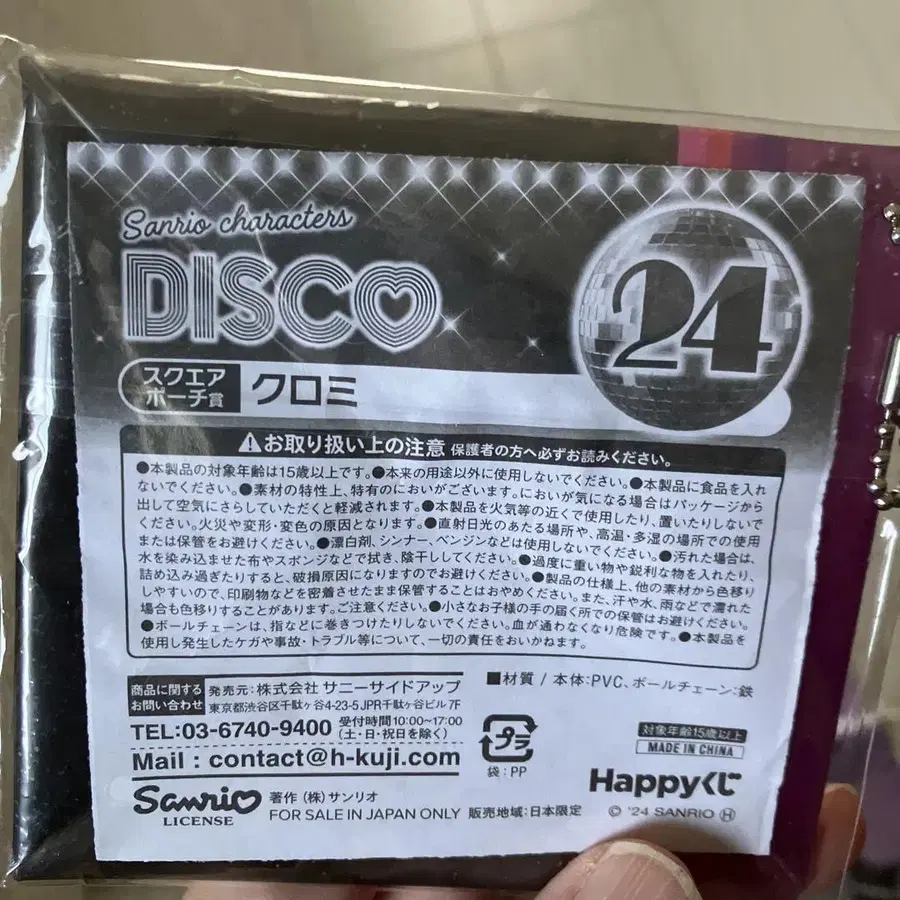 Sanrio characters
DISCO
24
スクエア
ポーチ賞
クロミ
⚠お取り扱い上の注意 保護者の方へ必ずお読みください。
●本製品の対象年齢は15歳以上です。●本来の用途以外に使用しないでください。●本製品に食品を入れ
ないでください。●素材の特性上、特有のにおいがございます。においが気になる場合はパッケージから
出して空気にさらしていただくと軽減されます。●本製品を火気等の近くで使用したり、置いたりしないで
ください。火災や変形・変色の原因となります。●直射日光のあたる場所や、高温・多湿の場所での使用
または保管をお避けください。●漂白剤、シンナー、ベンジンなどは使用しないでください。●汚れた場合は、
水を染み込ませた布やスポンジなどで拭き、陰干ししてください。●過度に重い物や鋭利な物を入れたり、
詰め込み過ぎたりすると、破損原因になりますのでお避けください。●製品の仕様上、他の素材から色移り
しやすいので、印刷物などを密着させたまま保管することはおやめください。また、汗や水、雨などで濡れた
場合も色移りすることがあります。ご注意ください。●小さなお子様の手の届く所での保管はお避けください。
●ボールチェーンは、指などに巻きつけたりしないでください。血が通わなくなり危険です。●本製品を
使用し発生したケガや事故・トラブル等について、一切の責任をおいかねます。
商品に関する
お問い合わせ
発売元:株式会社 サニーサイドアップ
東京都渋谷区千駄ヶ谷4-23-5 JPR千駄ヶ谷ビル 7F
TEL:03-6740-9400 受付時間10:00~17:00
(土・日・祝日を除く)
Mail : contact@h-kuji.com
■材質 / 本体:PVC、ボールチェーン:鉄
プラ
袋:PP
対象年齢15歳以上
MADE IN CHINA
Happyくじ
© '24 SANRIO Ⓗ
Sanrio
LICENSE
著作 (株) サンリオ
FOR SALE IN JAPAN ONLY 販売地域:日本限定